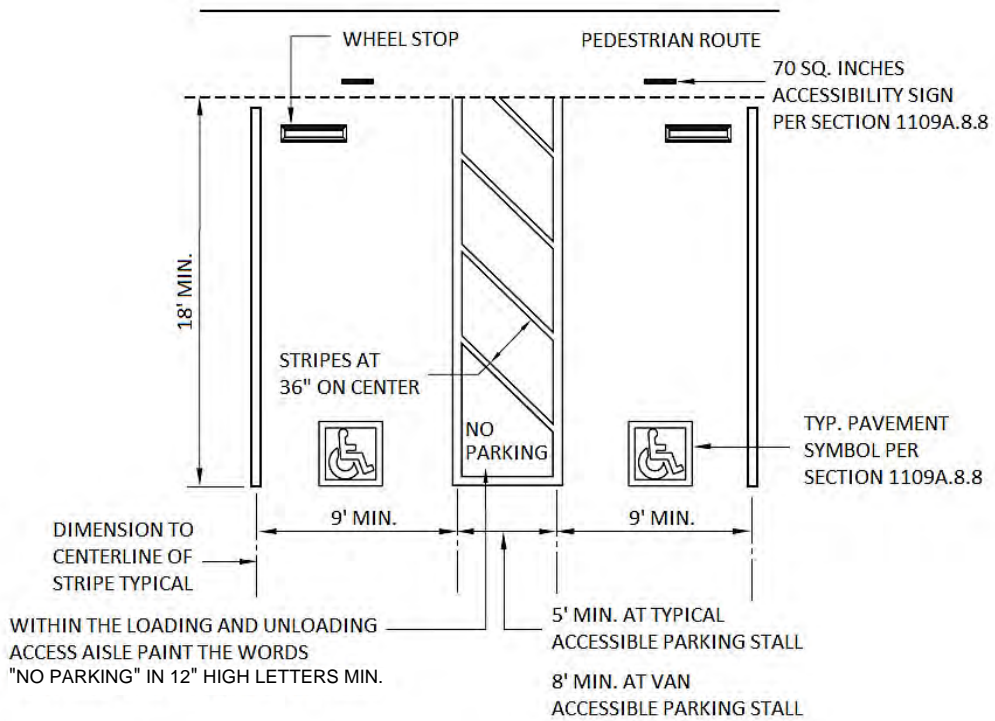 WHEEL STOP
PEDESTRIAN ROUTE
70 SQ. INCHES
ACCESSIBILITY SIGN
PER SECTION 1109A.8.8
18' MIN.
STRIPES AT
36" ON CENTER
NO
PARKING
TYP. PAVEMENT
SYMBOL PER
SECTION 1109A.8.8
9' MIN.
9' MIN.
DIMENSION TO
CENTERLINE OF
STRIPE TYPICAL
WITHIN THE LOADING AND UNLOADING
ACCESS AISLE PAINT THE WORDS
"NO PARKING" IN 12" HIGH LETTERS MIN.
5' MIN. AT TYPICAL
ACCESSIBLE PARKING STALL
8' MIN. AT VAN
ACCESSIBLE PARKING STALL